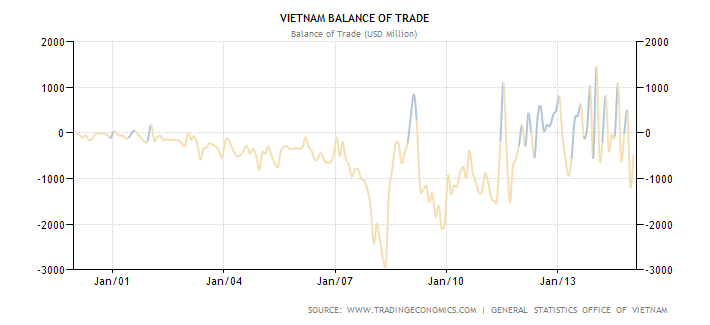 VIETNAM BALANCE OF TRADE
Balance of Trade (USD Million)
2000 2000
1000 1000
0 0
-1000 -1000
-2000 -2000
-3000 -3000
Jan/01 Jan/04 Jan/07 Jan/10 Jan/13
SOURCE: WWW.TRADINGECONOMICS.COM | GENERAL STATISTICS OFFICE OF VIETNAM